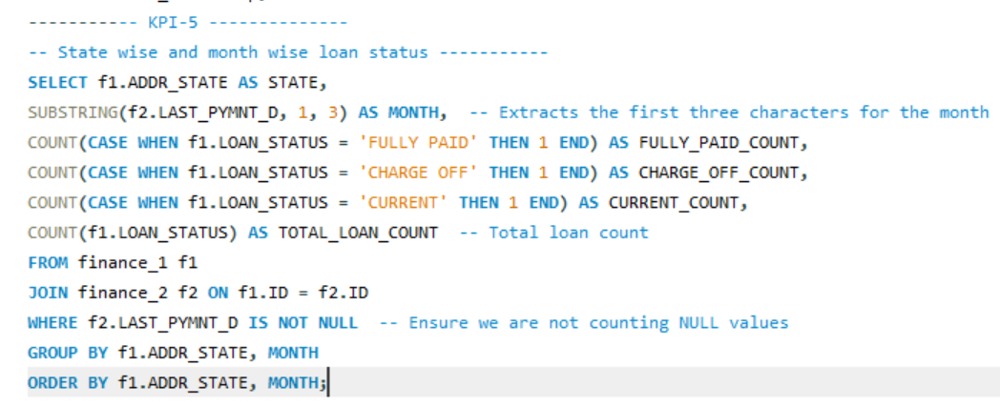 ----------- KPI-5 --------------
-- State wise and month wise loan status -----------
SELECT f1.ADDR_STATE AS STATE,
SUBSTRING(f2.LAST_PYMNT_D, 1, 3) AS MONTH,  -- Extracts the first three characters for the month
COUNT(CASE WHEN f1.LOAN_STATUS = 'FULLY PAID' THEN 1 END) AS FULLY_PAID_COUNT,
COUNT(CASE WHEN f1.LOAN_STATUS = 'CHARGE OFF' THEN 1 END) AS CHARGE_OFF_COUNT,
COUNT(CASE WHEN f1.LOAN_STATUS = 'CURRENT' THEN 1 END) AS CURRENT_COUNT,
COUNT(f1.LOAN_STATUS) AS TOTAL_LOAN_COUNT  -- Total loan count
FROM finance_1 f1
JOIN finance_2 f2 ON f1.ID = f2.ID
WHERE f2.LAST_PYMNT_D IS NOT NULL  -- Ensure we are not counting NULL values
GROUP BY f1.ADDR_STATE, MONTH
ORDER BY f1.ADDR_STATE, MONTH;